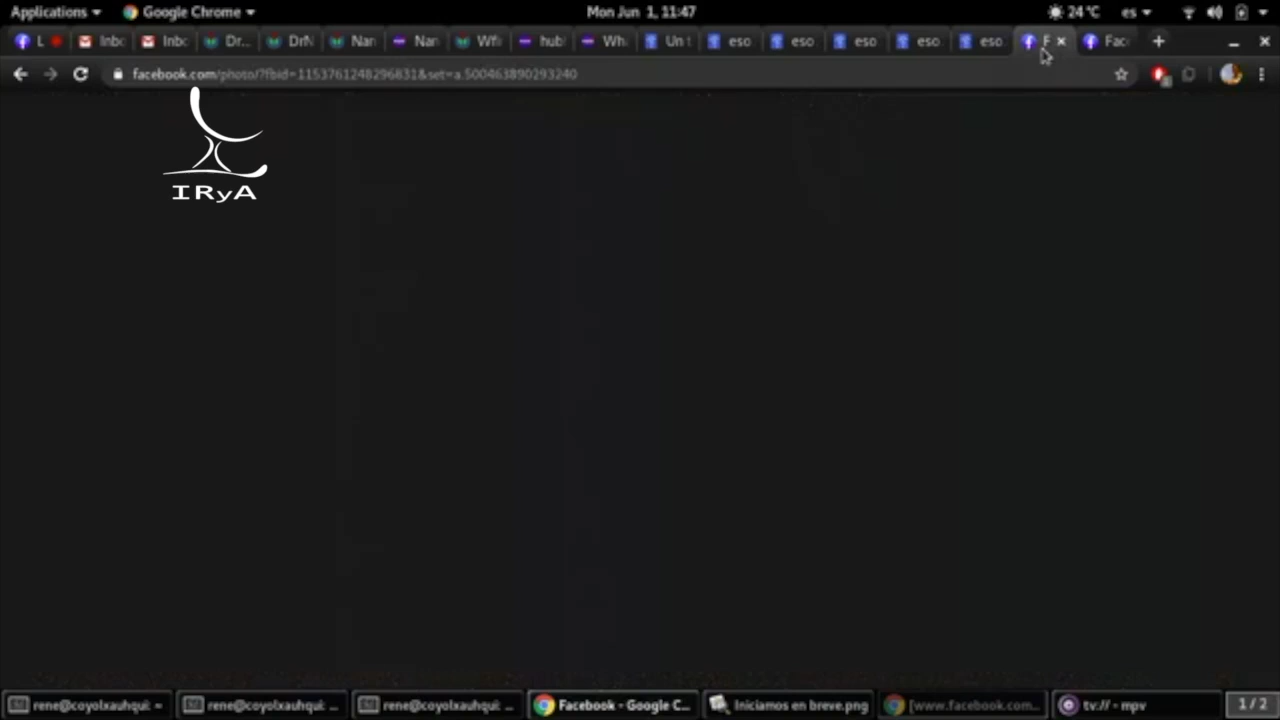 Applications Google Chrome Mon Jun 1, 11:47 24 °C es
L Inbo Inbo Dr... DrN Nan Nan Wfi hub Wh Un t eso eso eso eso eso F Face
facebook.com/photo/?fbid=1153761248296831&set=a.500463890293240
IRyA
rene@coyolxauhqui: ~ rene@coyolxauhqui: ... rene@coyolxauhqui: ... Facebook - Google C... Iniciamos en breve.png [www.facebook.com... tv:// - mpv 1 / 2